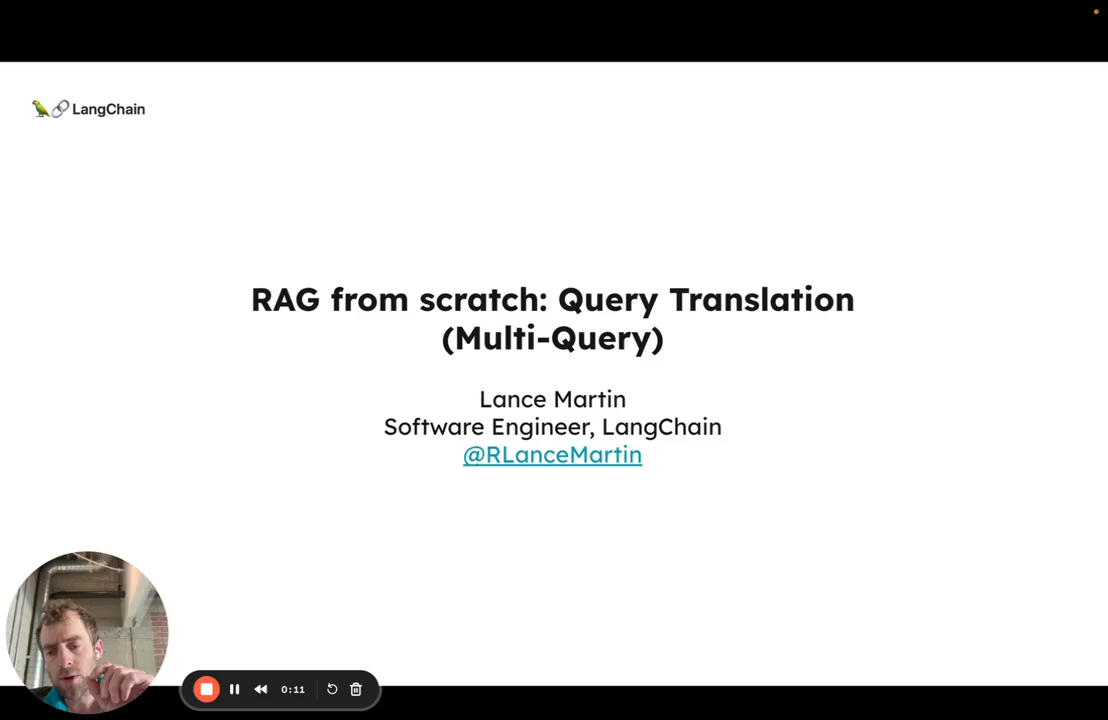 LangChain
RAG from scratch: Query Translation
(Multi-Query)
Lance Martin
Software Engineer, LangChain
@RLanceMartin
0:11